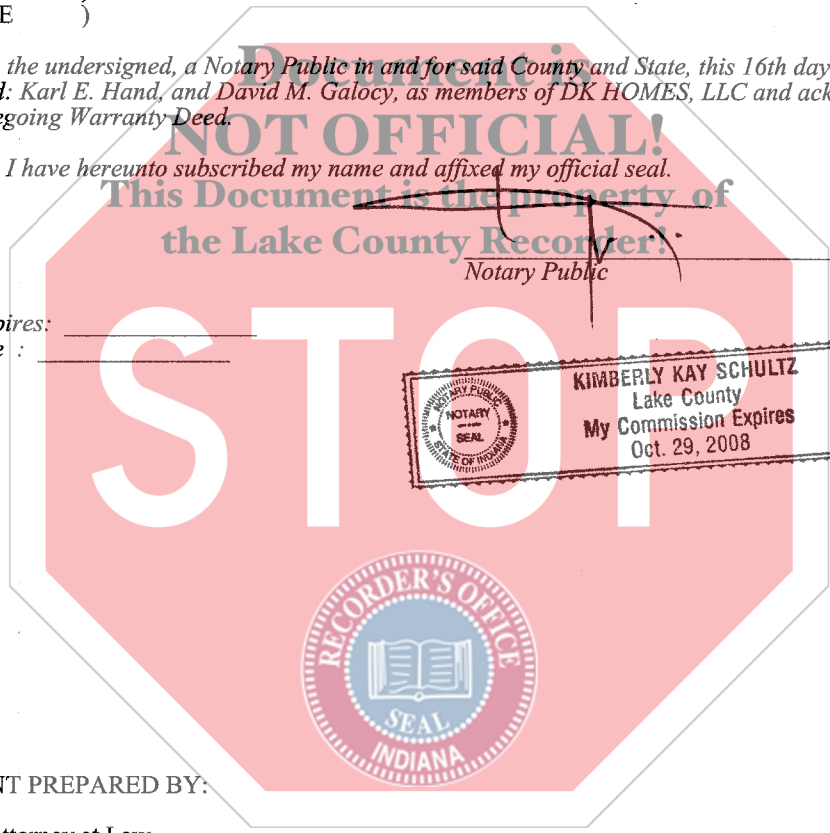 E )
Document is
the undersigned, a Notary Public in and for said County and State, this 16th day
: Karl E. Hand, and David M. Galocy, as members of DK HOMES, LLC and ack
egoing Warranty Deed.
NOT OFFICIAL!
I have hereunto subscribed my name and affixed my official seal.
This Document is the property of
the Lake County Recorder!
Notary Public
pires:
e :
STOP
KIMBERLY KAY SCHULTZ
Lake County
My Commission Expires
Oct. 29, 2008
NOTARY PUBLIC
NOTARY
SEAL
STATE OF INDIANA
RECORDER'S OFFICE
SEAL
INDIANA
NT PREPARED BY:
ttorney at Law